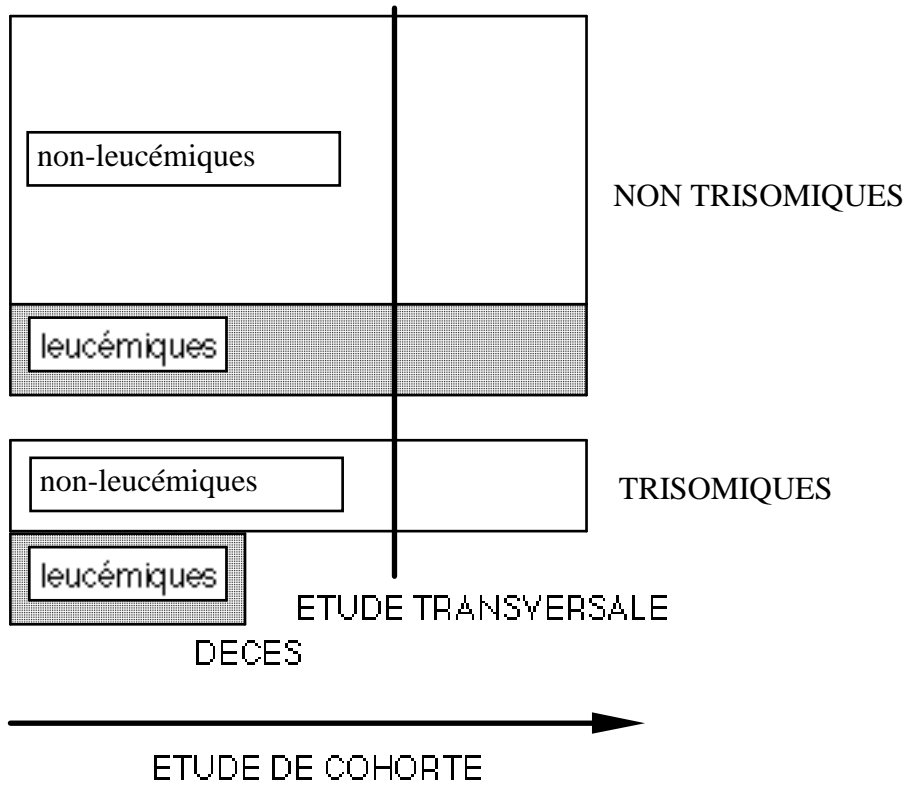 non-leucémiques
NON TRISOMIQUES
leucémiques
non-leucémiques
TRISOMIQUES
leucémiques
ETUDE TRANSVERSALE
DECES
ETUDE DE COHORTE